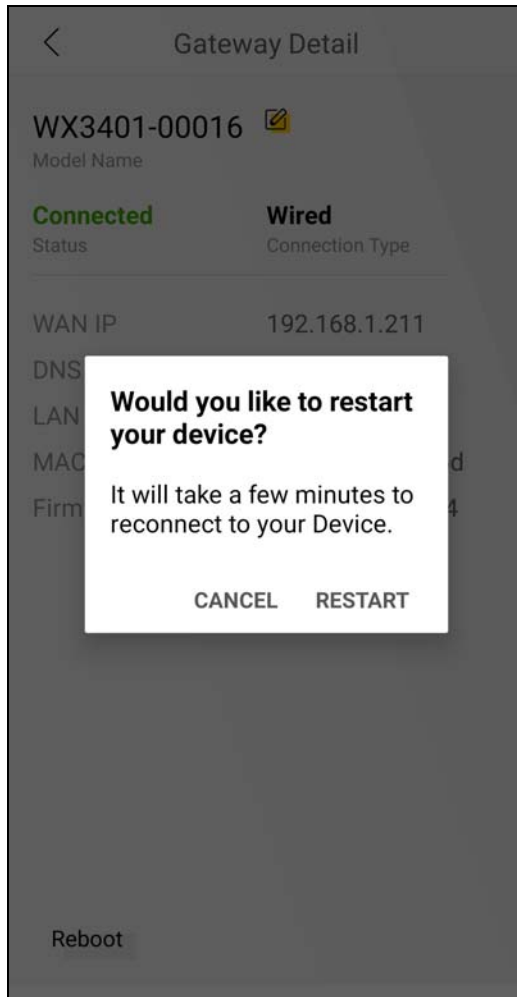 Gateway Detail
WX3401-00016
Model Name
Connected Wired
Status Connection Type
WAN IP 192.168.1.211
DNS
LAN
MAC d
Firm 4
Would you like to restart
your device?
It will take a few minutes to
reconnect to your Device.
CANCEL RESTART
Reboot